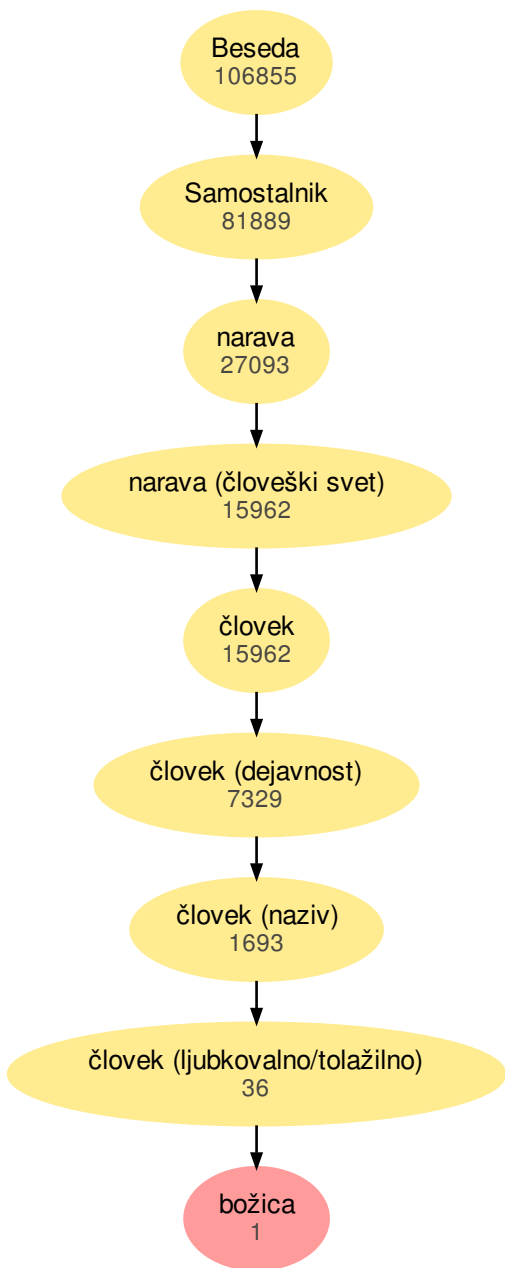 Beseda
106855
Samostalnik
81889
narava
27093
narava (človeški svet)
15962
človek
15962
človek (dejavnost)
7329
človek (naziv)
1693
človek (ljubkovalno/tolažilno)
36
božica
1